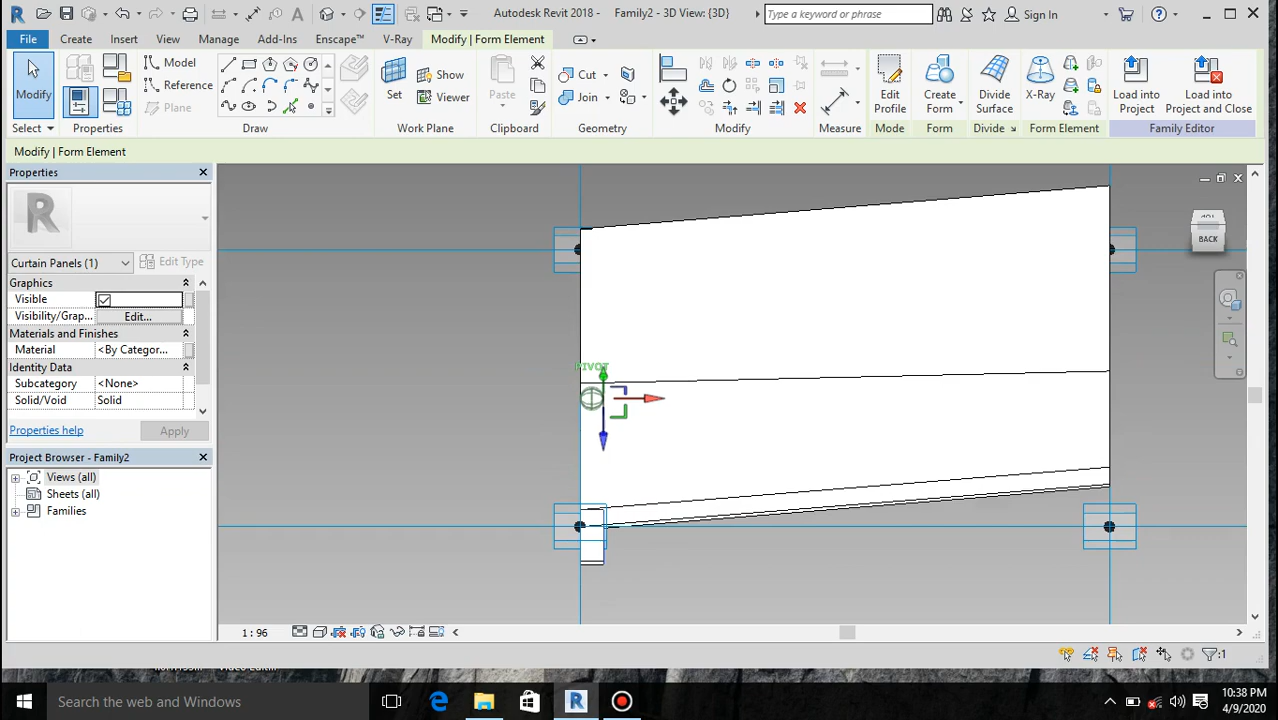 Autodesk Revit 2018 - Family2 - 3D View: {3D}
Type a keyword or phrase
Sign In
File Create Insert View Manage Add-Ins Enscape™ V-Ray Modify | Form Element
Modify
Select
Properties
Model
Reference
Plane
Draw
Set
Show
Viewer
Work Plane
Paste
Clipboard
Cut
Join
Geometry
Modify
Measure
Edit
Profile
Mode
Create
Form
Form
Divide
Surface
Divide
X-Ray
Form Element
Load into
Project
Load into
Project and Close
Family Editor
Modify | Form Element
Properties
R
Curtain Panels (1)
Edit Type
Graphics
Visible
Visibility/Grap... Edit...
Materials and Finishes
Material <By Categor...
Identity Data
Subcategory <None>
Solid/Void Solid
Properties help
Apply
Project Browser - Family2
Views (all)
Sheets (all)
Families
PIVOT
BACK
1 : 96
:1
Search the web and Windows
10:38 PM
4/9/2020